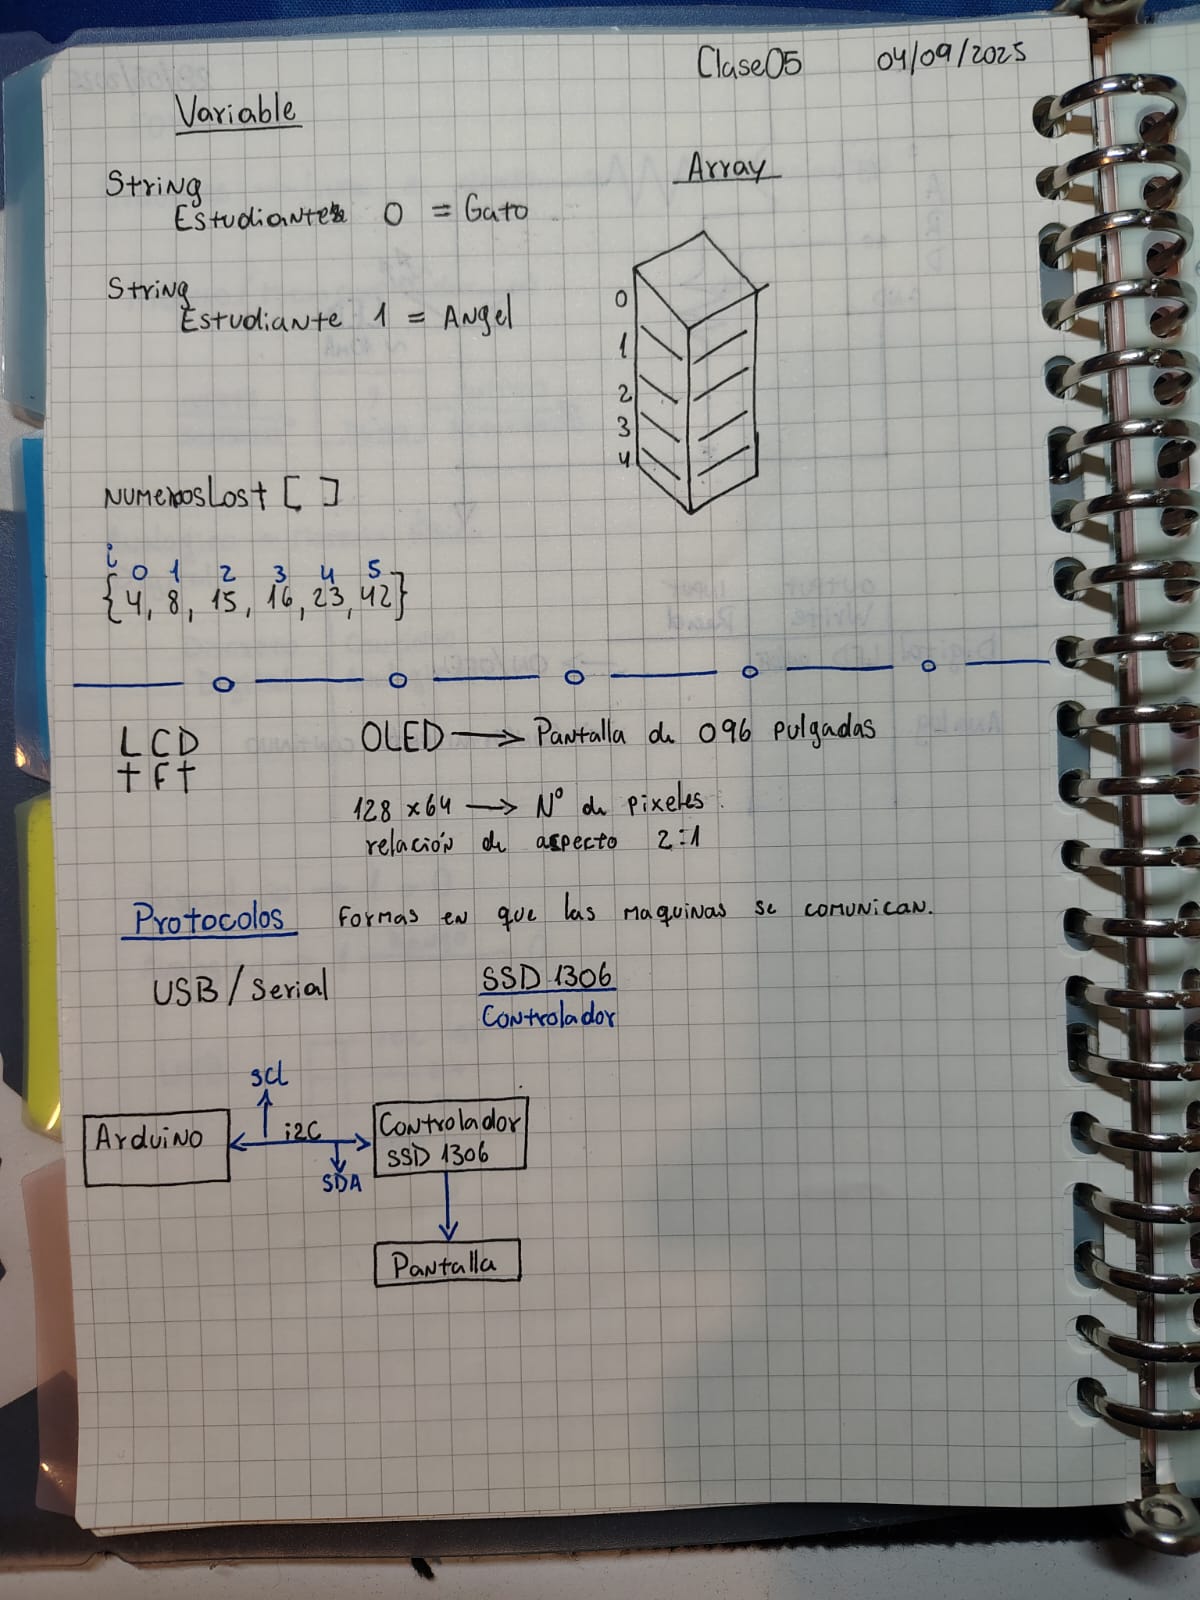 Clase05 04/09/2025
Variable
String
Estudiante 0 = Gato
String
Estudiante 1 = Angel
Array
0
1
2
3
4
NumerosLost [ ]
i 0 1 2 3 4 5
{4, 8, 15, 16, 23, 42}
LCD
TFT
OLED → Pantalla de 096 pulgadas
128 x 64 → N° de pixeles
relación de aspecto 2:1
Protocolos Formas en que las maquinas se comunican.
USB / Serial
SSD 1306
Controlador
scl
Arduino
i2C
SDA
Controlador
SSD 1306
Pantalla